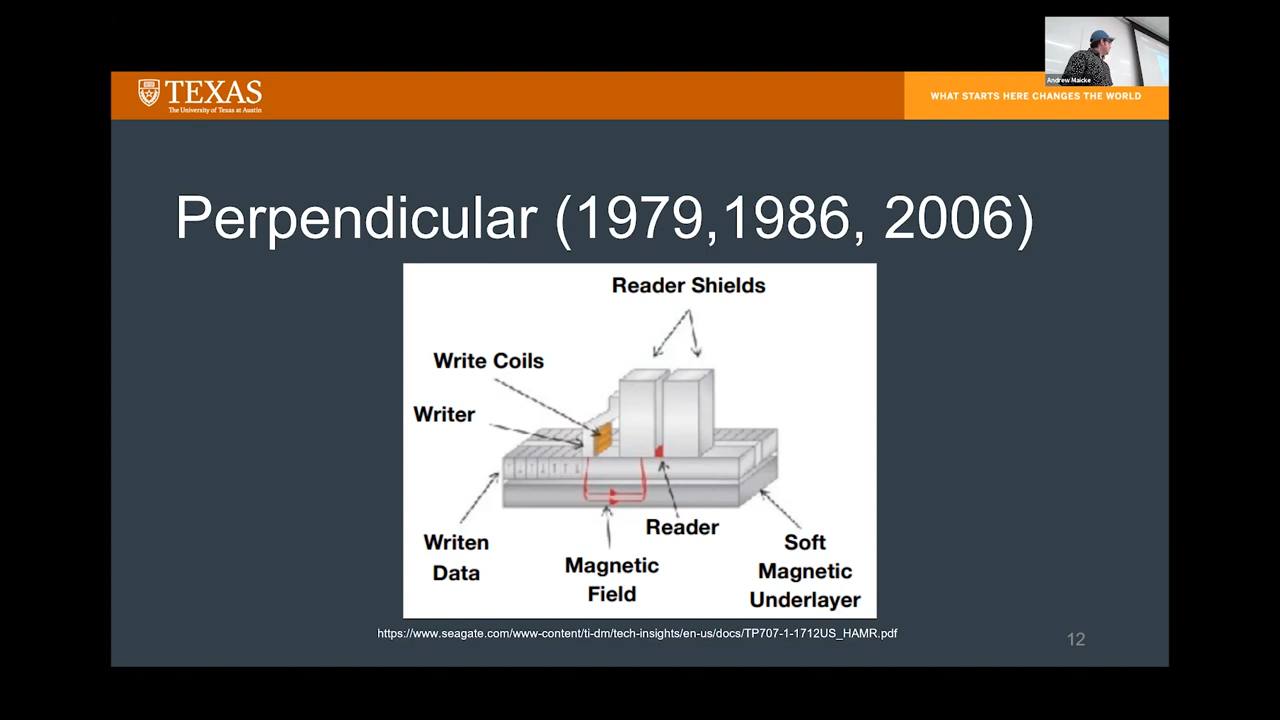 TEXAS
The University of Texas at Austin
WHAT STARTS HERE CHANGES THE WORLD
Andrew Maicke
Perpendicular (1979,1986, 2006)
Reader Shields
Write Coils
Writer
Reader
Writen
Data
Magnetic
Field
Soft
Magnetic
Underlayer
https://www.seagate.com/www-content/ti-dm/tech-insights/en-us/docs/TP707-1-1712US_HAMR.pdf
12